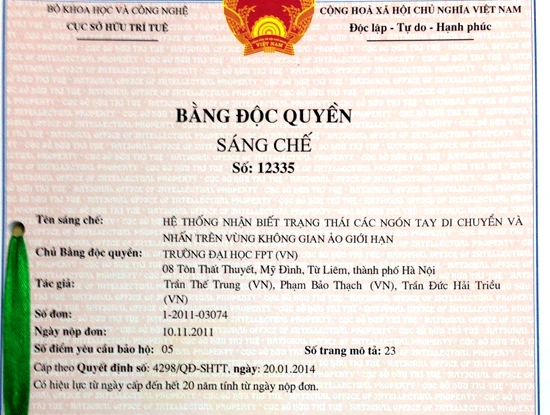 BỘ KHOA HỌC VÀ CÔNG NGHỆ
CỤC SỞ HỮU TRÍ TUỆ
CỘNG HOÀ XÃ HỘI CHỦ NGHĨA VIỆT NAM
Độc lập - Tự do - Hạnh phúc
VIỆT NAM
BẰNG ĐỘC QUYỀN
SÁNG CHẾ
Số: 12335
Tên sáng chế: HỆ THỐNG NHẬN BIẾT TRẠNG THÁI CÁC NGÓN TAY DI CHUYỂN VÀ
NHẤN TRÊN VÙNG KHÔNG GIAN ẢO GIỚI HẠN
Chủ Bằng độc quyền: TRƯỜNG ĐẠI HỌC FPT (VN)
08 Tôn Thất Thuyết, Mỹ Đình, Từ Liêm, thành phố Hà Nội
Tác giả: Trần Thế Trung (VN), Phạm Bảo Thạch (VN), Trần Đức Hải Triều
(VN)
Số đơn: 1-2011-03074
Ngày nộp đơn: 10.11.2011
Số điểm yêu cầu bảo hộ: 05 Số trang mô tả: 23
Cấp theo Quyết định số: 4298/QĐ-SHTT, ngày: 20.01.2014
Có hiệu lực từ ngày cấp đến hết 20 năm tính từ ngày nộp đơn.